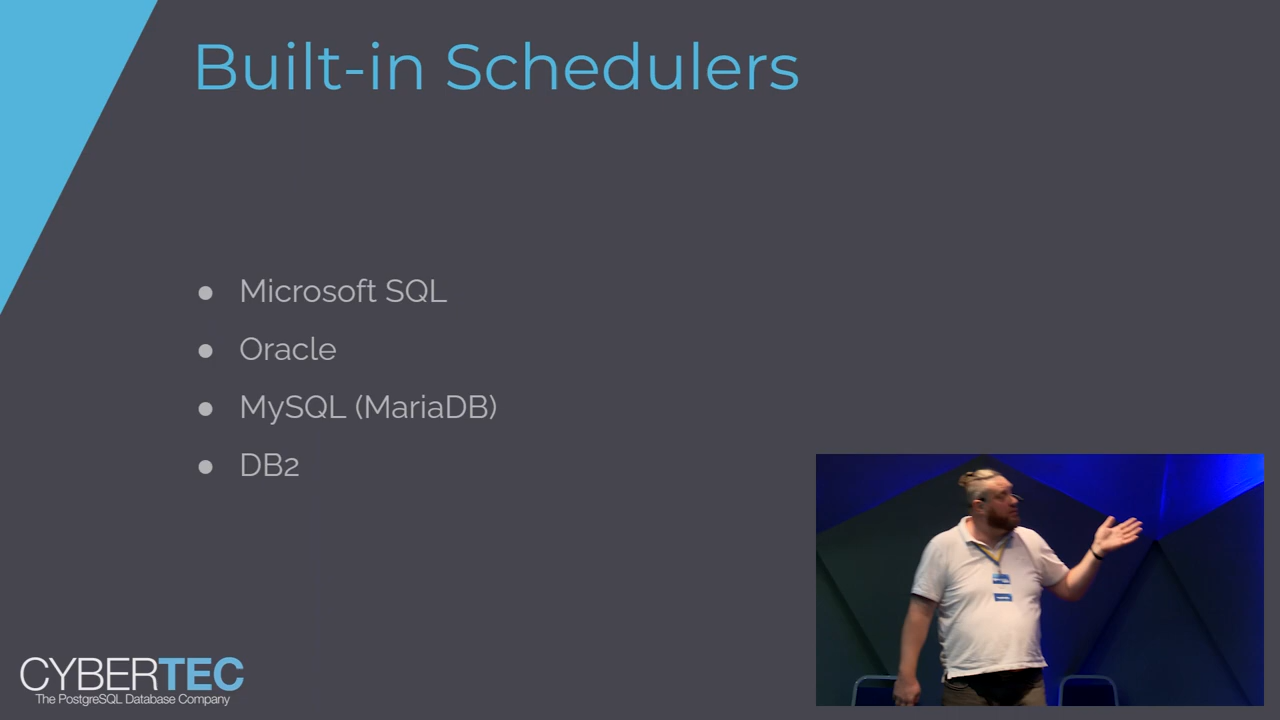 Built-in Schedulers
● Microsoft SQL
● Oracle
● MySQL (MariaDB)
● DB2
CYBERTEC
The PostgreSQL Database Company